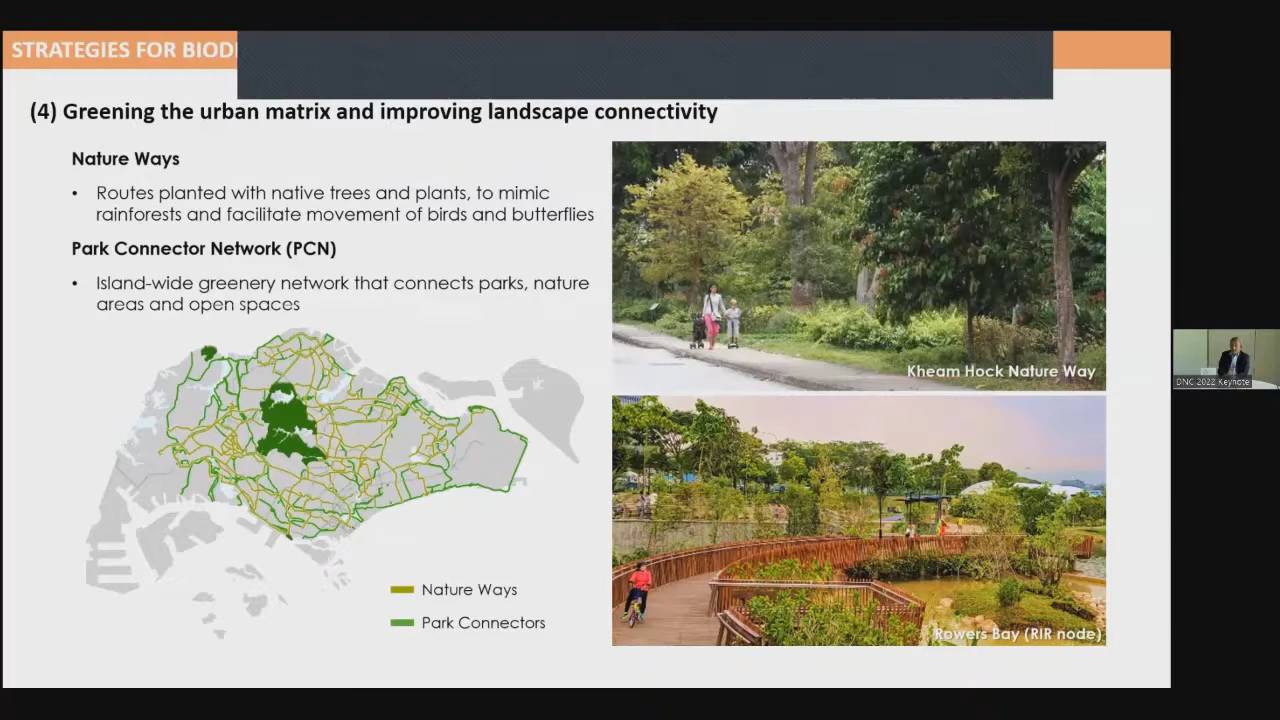 STRATEGIES FOR
(4) Greening the urban matrix and improving landscape connectivity
Nature Ways
• Routes planted with native trees and plants, to mimic
rainforests and facilitate movement of birds and butterflies
Park Connector Network (PCN)
• Island-wide greenery network that connects parks, nature
areas and open spaces
Nature Ways
Park Connectors
Kheam Hock Nature Way
Rowers Bay (RIR node)
DNC 2022 Keynote